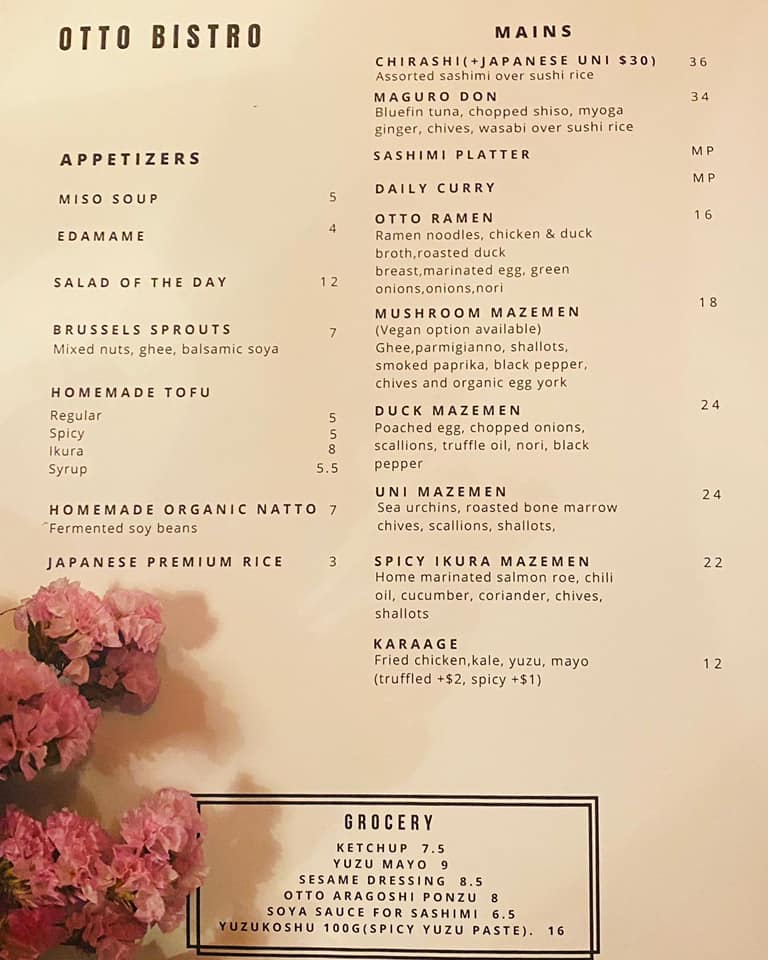 OTTO BISTRO
APPETIZERS
MISO SOUP 5
EDAMAME 4
SALAD OF THE DAY 12
BRUSSELS SPROUTS 7
Mixed nuts, ghee, balsamic soya
HOMEMADE TOFU
Regular 5
Spicy 5
Ikura 8
Syrup 5.5
HOMEMADE ORGANIC NATTO 7
Fermented soy beans
JAPANESE PREMIUM RICE 3
MAINS
CHIRASHI(+JAPANESE UNI $30) 36
Assorted sashimi over sushi rice
MAGURO DON 34
Bluefin tuna, chopped shiso, myoga
ginger, chives, wasabi over sushi rice
SASHIMI PLATTER MP
DAILY CURRY MP
OTTO RAMEN 16
Ramen noodles, chicken & duck
broth,roasted duck
breast,marinated egg, green
onions,onions,nori
MUSHROOM MAZEMEN 18
(Vegan option available)
Ghee,parmigianno, shallots,
smoked paprika, black pepper,
chives and organic egg york
DUCK MAZEMEN 24
Poached egg, chopped onions,
scallions, truffle oil, nori, black
pepper
UNI MAZEMEN 24
Sea urchins, roasted bone marrow
chives, scallions, shallots,
SPICY IKURA MAZEMEN 22
Home marinated salmon roe, chili
oil, cucumber, coriander, chives,
shallots
KARAAGE
Fried chicken,kale, yuzu, mayo 12
(truffled +$2, spicy +$1)
GROCERY
KETCHUP 7.5
YUZU MAYO 9
SESAME DRESSING 8.5
OTTO ARAGOSHI PONZU 8
SOYA SAUCE FOR SASHIMI 6.5
YUZUKOSHU 100G(SPICY YUZU PASTE). 16